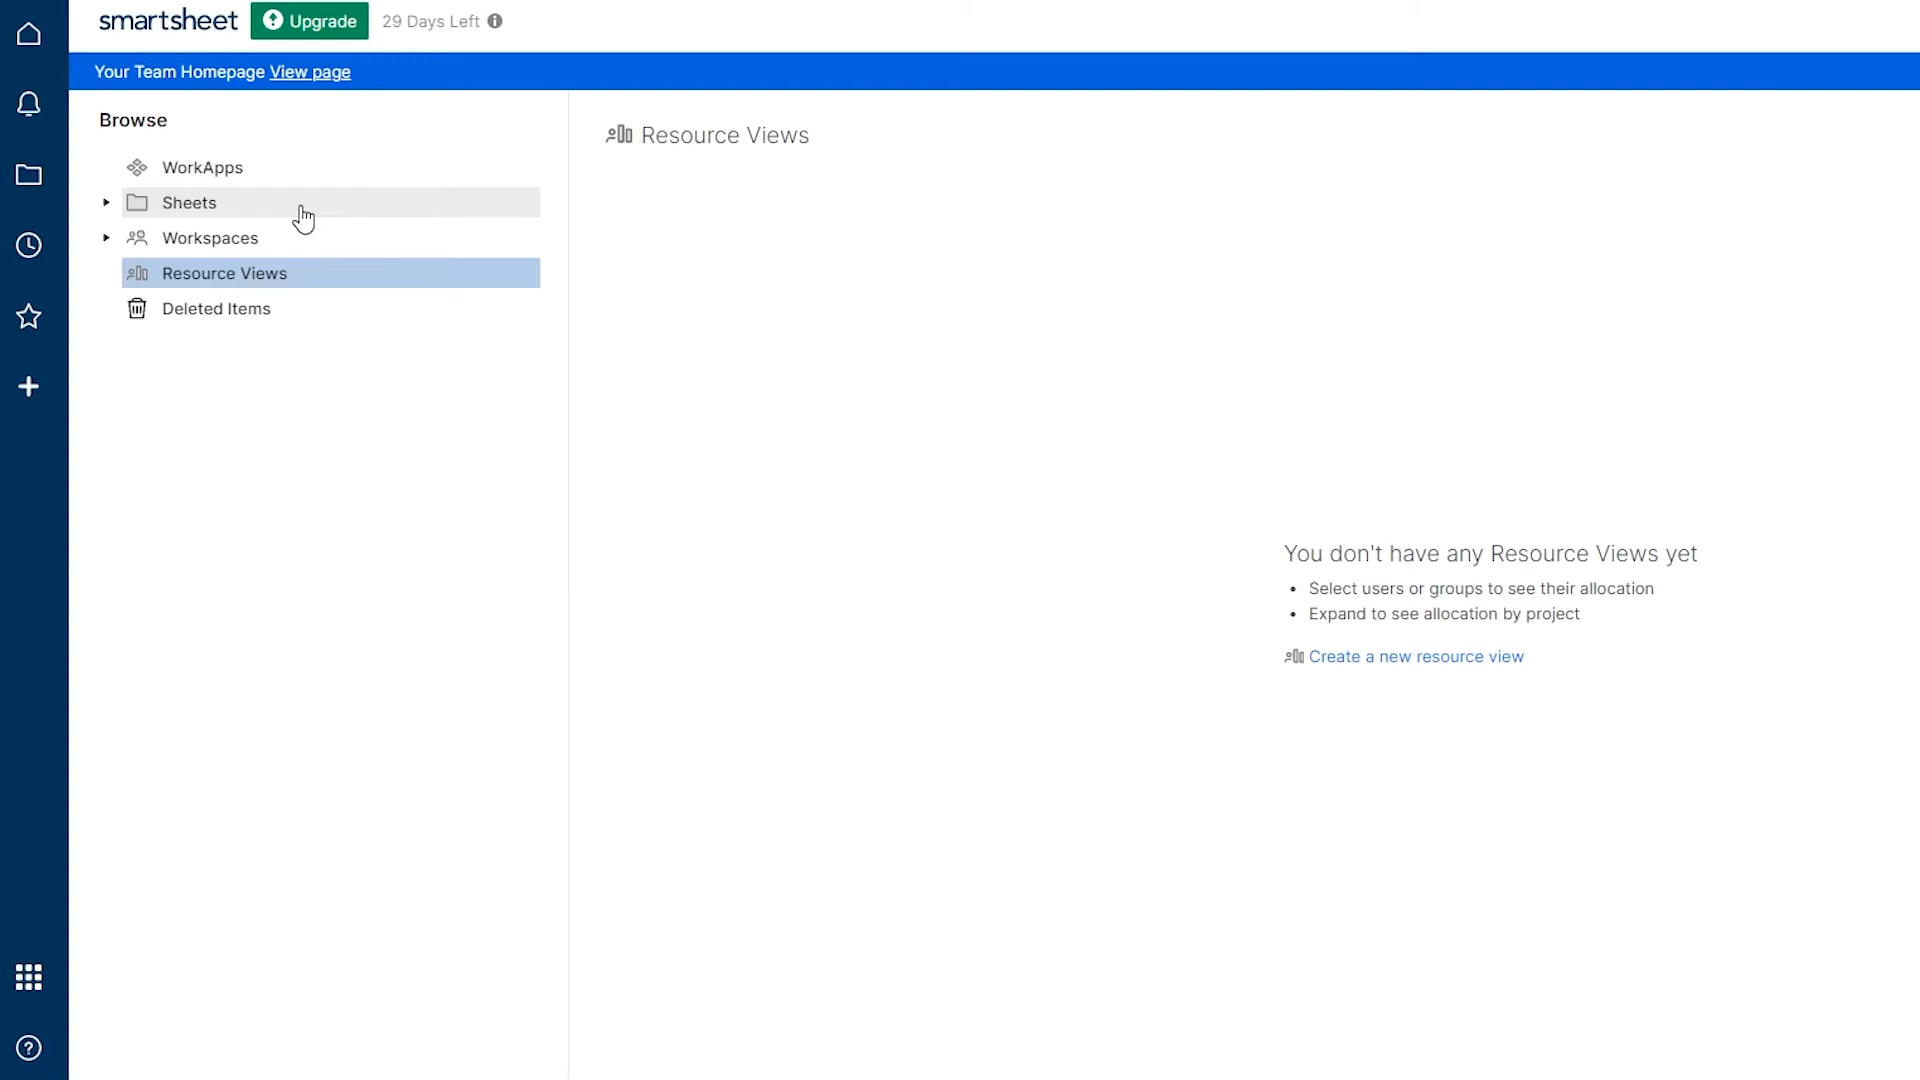 smartsheet
Upgrade
29 Days Left
Your Team Homepage View page
Browse
WorkApps
Sheets
Workspaces
Resource Views
Deleted Items
Resource Views
You don't have any Resource Views yet
• Select users or groups to see their allocation
• Expand to see allocation by project
Create a new resource view